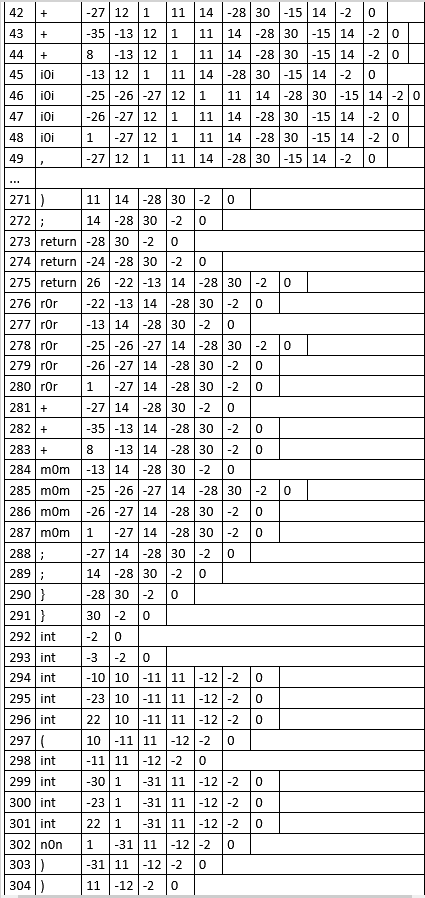 42 + -27 12 1 11 14 -28 30 -15 14 -2 0
43 + -35 -13 12 1 11 14 -28 30 -15 14 -2 0
44 + 8 -13 12 1 11 14 -28 30 -15 14 -2 0
45 i0i -13 12 1 11 14 -28 30 -15 14 -2 0
46 i0i -25 -26 -27 12 1 11 14 -28 30 -15 14 -2 0
47 i0i -26 -27 12 1 11 14 -28 30 -15 14 -2 0
48 i0i 1 -27 12 1 11 14 -28 30 -15 14 -2 0
49 , -27 12 1 11 14 -28 30 -15 14 -2 0
...
271 ) 11 14 -28 30 -2 0
272 ; 14 -28 30 -2 0
273 return -28 30 -2 0
274 return -24 -28 30 -2 0
275 return 26 -22 -13 14 -28 30 -2 0
276 r0r -22 -13 14 -28 30 -2 0
277 r0r -13 14 -28 30 -2 0
278 r0r -25 -26 -27 14 -28 30 -2 0
279 r0r -26 -27 14 -28 30 -2 0
280 r0r 1 -27 14 -28 30 -2 0
281 + -27 14 -28 30 -2 0
282 + -35 -13 14 -28 30 -2 0
283 + 8 -13 14 -28 30 -2 0
284 m0m -13 14 -28 30 -2 0
285 m0m -25 -26 -27 14 -28 30 -2 0
286 m0m -26 -27 14 -28 30 -2 0
287 m0m 1 -27 14 -28 30 -2 0
288 ; -27 14 -28 30 -2 0
289 ; 14 -28 30 -2 0
290 } -28 30 -2 0
291 } 30 -2 0
292 int -2 0
293 int -3 -2 0
294 int -10 10 -11 11 -12 -2 0
295 int -23 10 -11 11 -12 -2 0
296 int 22 10 -11 11 -12 -2 0
297 ( 10 -11 11 -12 -2 0
298 int -11 11 -12 -2 0
299 int -30 1 -31 11 -12 -2 0
300 int -23 1 -31 11 -12 -2 0
301 int 22 1 -31 11 -12 -2 0
302 n0n 1 -31 11 -12 -2 0
303 ) -31 11 -12 -2 0
304 ) 11 -12 -2 0